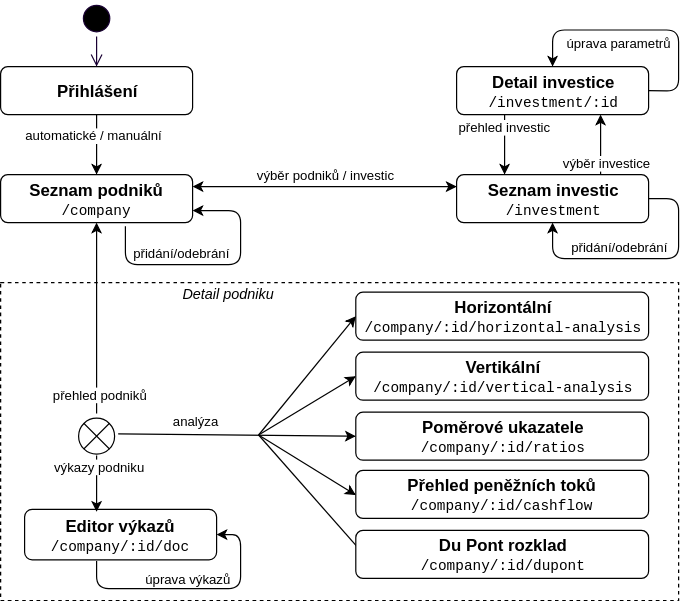 Přihlášení
automatické / manuální
Seznam podniků
/company
výběr podniků / investic
přidání/odebrání
úprava parametrů
Detail investice
/investment/:id
přehled investic
výběr investice
Seznam investic
/investment
přidání/odebrání
Detail podniku
přehled podniků
analýza
výkazy podniku
Editor výkazů
/company/:id/doc
úprava výkazů
Horizontální
/company/:id/horizontal-analysis
Vertikální
/company/:id/vertical-analysis
Poměrové ukazatele
/company/:id/ratios
Přehled peněžních toků
/company/:id/cashflow
Du Pont rozklad
/company/:id/dupont